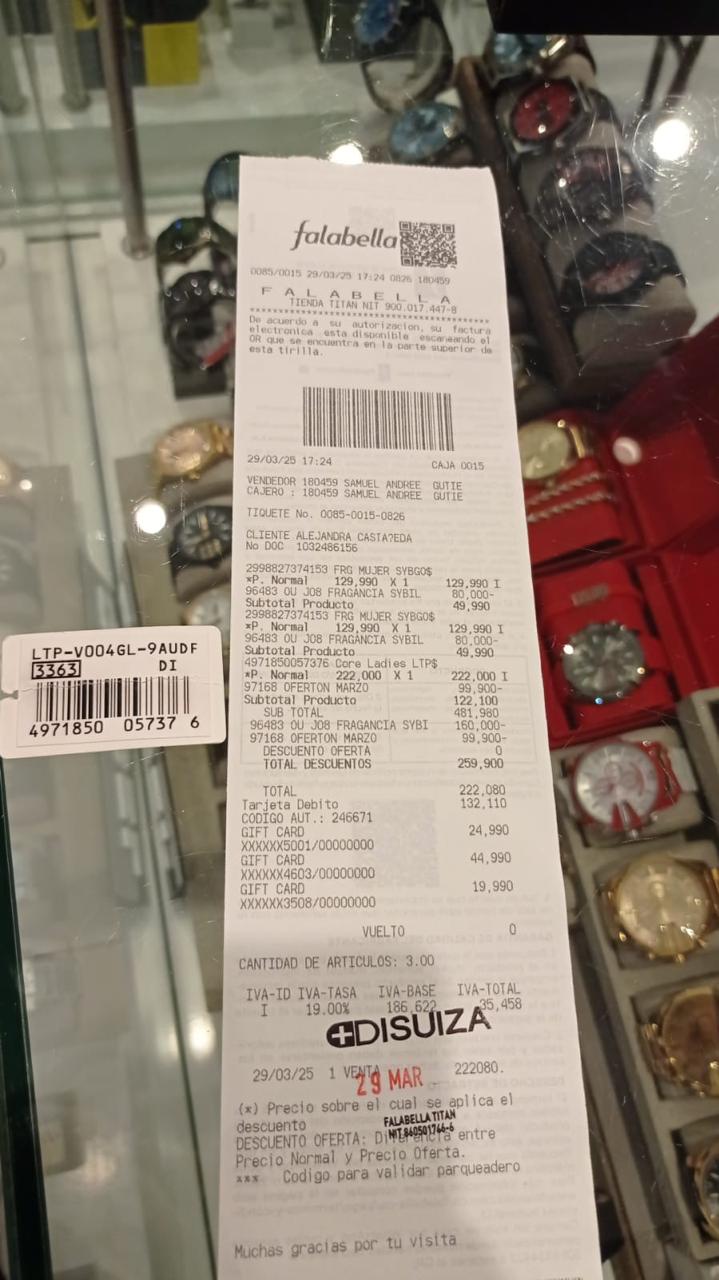 falabella
0085/0015 29/03/25 17:24 0826 180459
F A L A B E L L A
TIENDA TITAN NIT 900.017.447-8
De acuerdo a su autorizacion, su factura
electronica esta disponible escaneando el
QR que se encuentra en la parte superior de
esta tirilla.
29/03/25 17:24 CAJA 0015
VENDEDOR 180459 SAMUEL ANDREE GUTIE
CAJERO : 180459 SAMUEL ANDREE GUTIE
TIQUETE No. 0085-0015-0826
CLIENTE ALEJANDRA CASTA?EDA
No DOC 1032486156
2998827374153 FRG MUJER SYBGO$
*P. Normal 129,990 X 1 129,990 I
96483 OU JO8 FRAGANCIA SYBIL 80,000-
Subtotal Producto 49,990
2998827374153 FRG MUJER SYBGO$
*P. Normal 129,990 X 1 129,990 I
96483 OU JO8 FRAGANCIA SYBIL 80,000-
Subtotal Producto 49,990
4971850057376 Core Ladies LTP$
*P. Normal 222,000 X 1 222,000 I
97168 OFERTON MARZO 99,900-
Subtotal Producto 122,100
SUB TOTAL 481,980
96483 OU JO8 FRAGANCIA SYBI 160,000-
97168 OFERTON MARZO 99,900-
DESCUENTO OFERTA 0
TOTAL DESCUENTOS 259,900
TOTAL 222,080
Tarjeta Debito 132,110
CODIGO AUT.: 246671
GIFT CARD 24,990
XXXXXX5001/00000000
GIFT CARD 44,990
XXXXXX4603/00000000
GIFT CARD 19,990
XXXXXX3508/00000000
VUELTO 0
CANTIDAD DE ARTICULOS: 3.00
IVA-ID IVA-TASA IVA-BASE IVA-TOTAL
I 19.00% 186,622 35,458
DISUIZA
29/03/25 1 VENTA 222080.
29 MAR
(*) Precio sobre el cual se aplica el
descuento
FALABELLA TITAN
NIT.860501766-6
DESCUENTO OFERTA: Diferencia entre
Precio Normal y Precio Oferta.
*** Codigo para validar parqueadero
Muchas gracias por tu visita
LTP-V004GL-9AUDF
3363 DI
4971850 05737 6